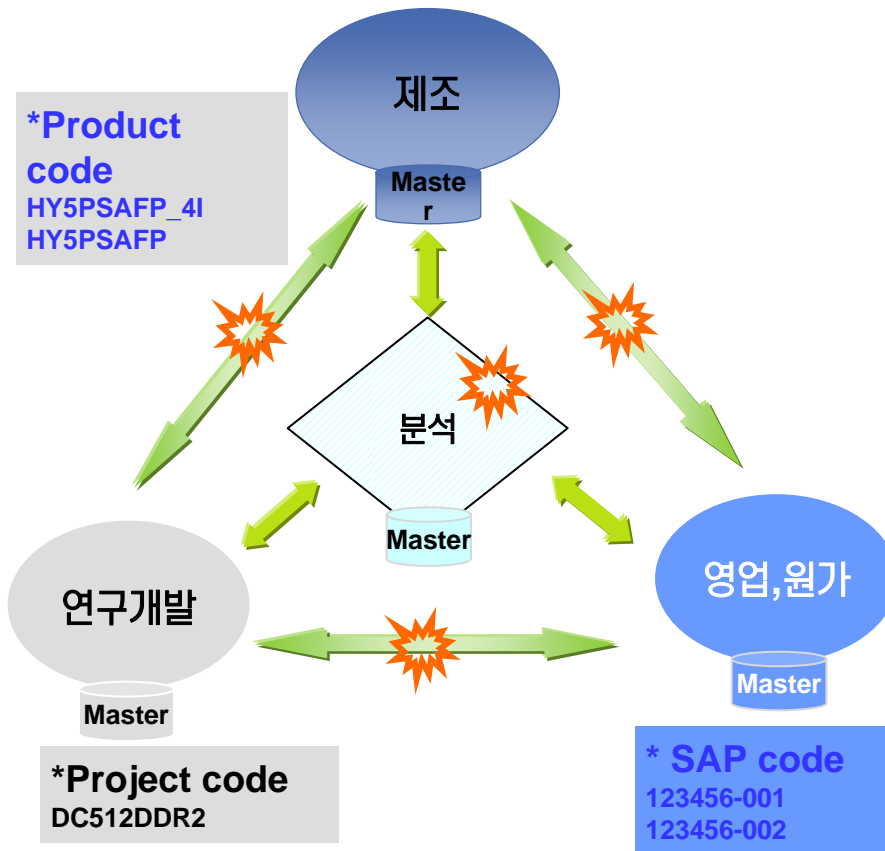 제조
*Product
code
HY5PSAFP_4I
HY5PSAFP
Maste
r
분석
Master
연구개발
Master
*Project code
DC512DDR2
영업,원가
Master
* SAP code
123456-001
123456-002